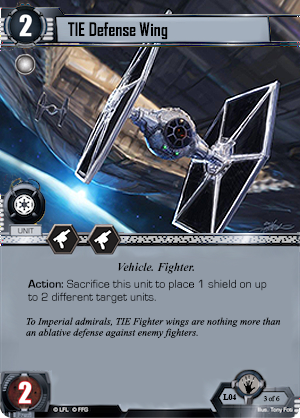 2
TIE Defense Wing
UNIT
Vehicle. Fighter.
Action: Sacrifice this unit to place 1 shield on up
to 2 different target units.
To Imperial admirals, TIE Fighter wings are nothing more than
an ablative defense against enemy fighters.
2
© LFL © FFG
L04
3 of 6
Illus. Tony Foti